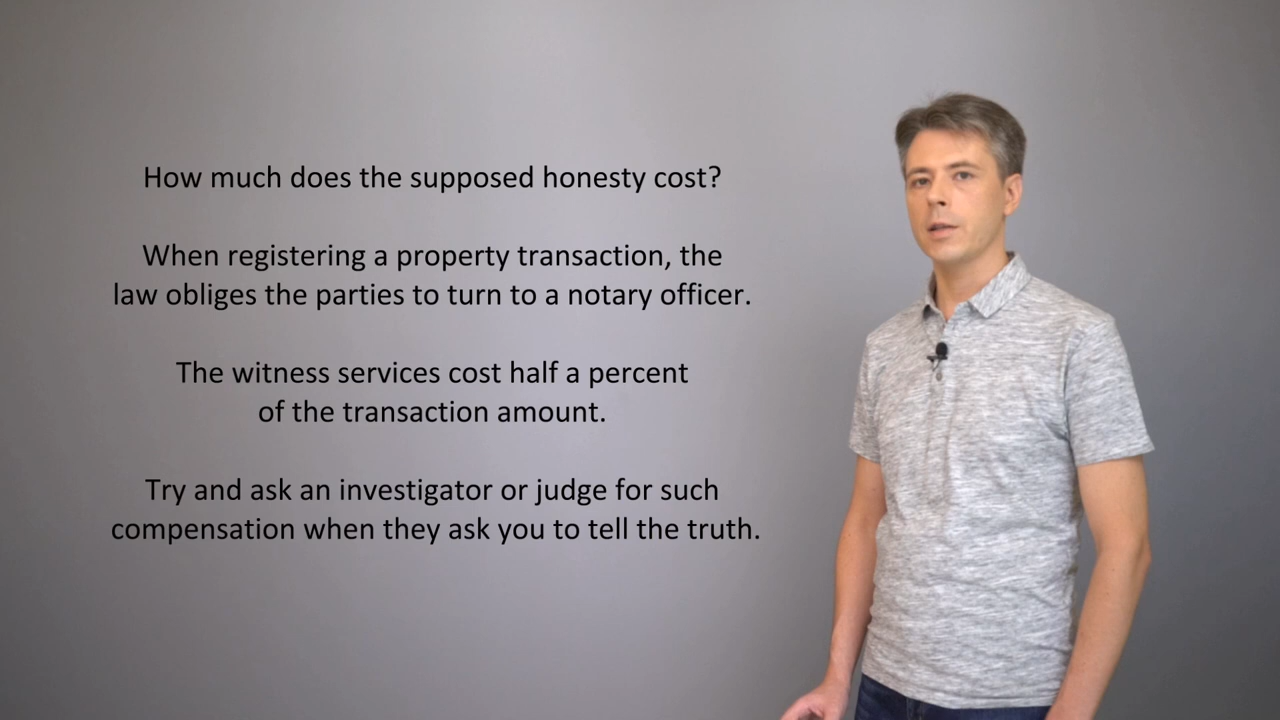 How much does the supposed honesty cost?
When registering a property transaction, the
law obliges the parties to turn to a notary officer.
The witness services cost half a percent
of the transaction amount.
Try and ask an investigator or judge for such
compensation when they ask you to tell the truth.